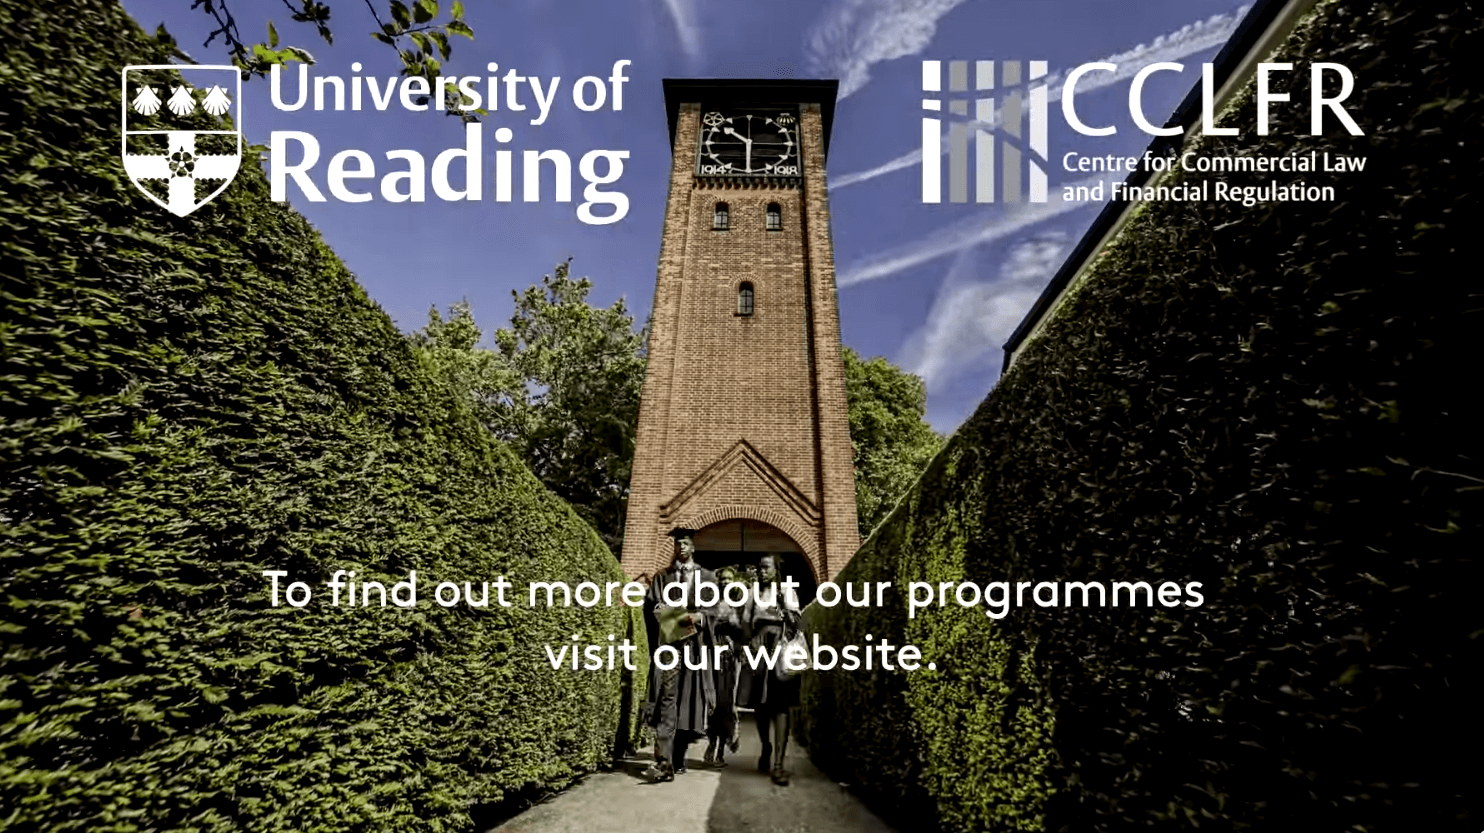 University of
Reading
CCLFR
Centre for Commercial Law
and Financial Regulation
1914 1918
To find out more about our programmes
visit our website.